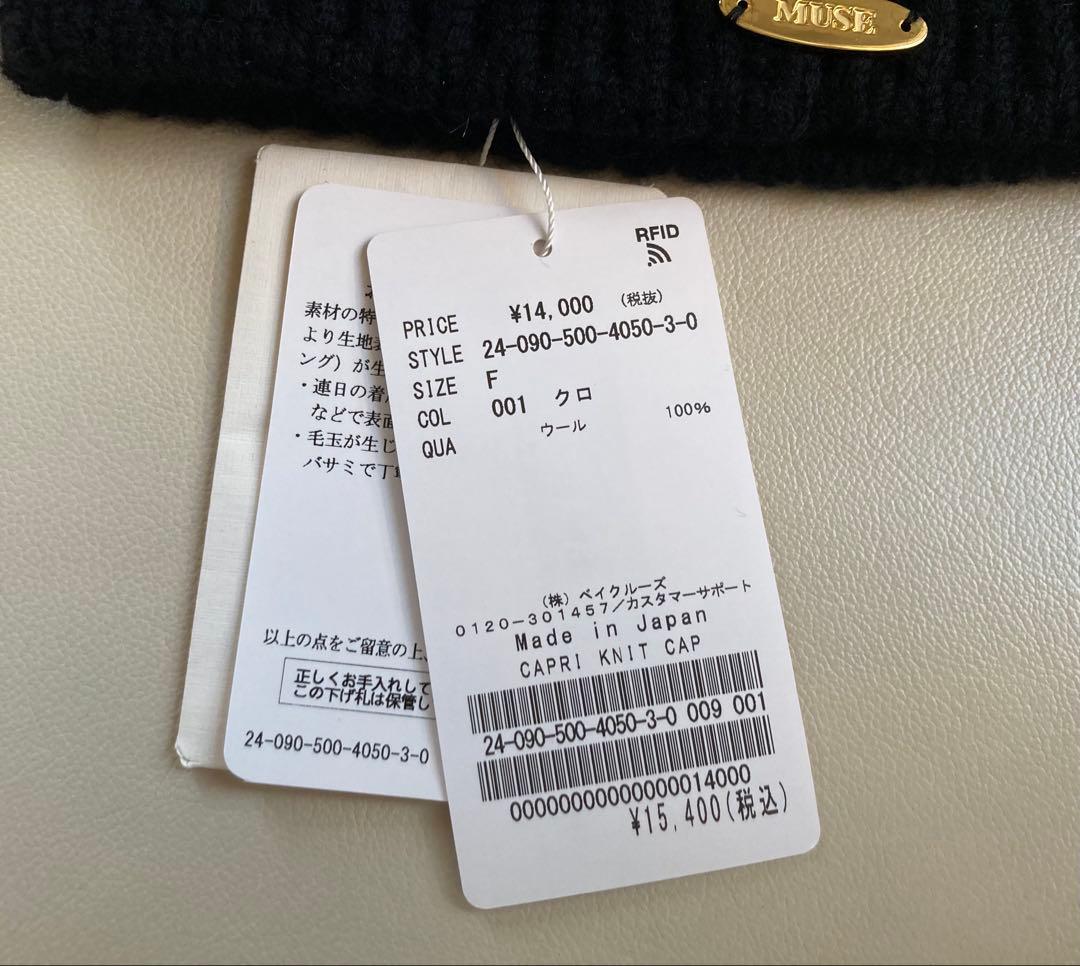 MUSE
RFID
PRICE ¥14,000 (税抜)
STYLE 24-090-500-4050-3-0
SIZE F
COL 001 クロ
QUA ウール 100%
(株) ベイクルーズ
0120-301457/カスタマーサポート
Made in Japan
CAPRI KNIT CAP
24-090-500-4050-3-0 009 001
00000000000000014000
¥15,400(税込)
素材の特
より生地
ング)が生
・連日の着
などで表面
・毛玉が生じ
バサミで丁
以上の点をご留意の上、
正しくお手入れして
この下げ札は保管し
24-090-500-4050-3-0